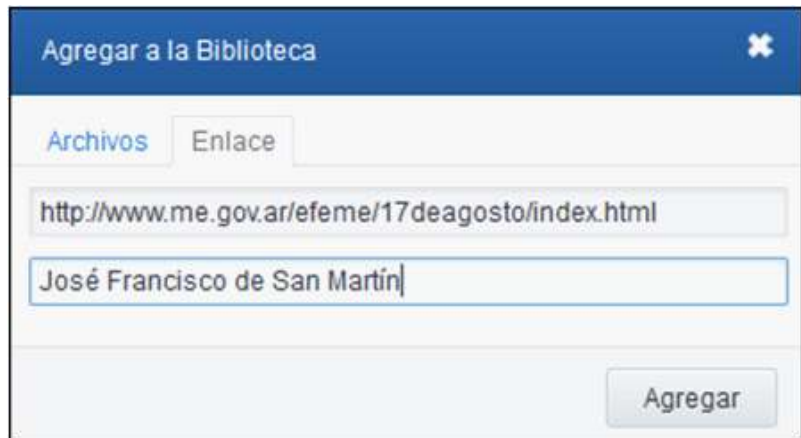 Agregar a la Biblioteca
Archivos Enlace
http://www.me.gov.ar/efeme/17deagosto/index.html
José Francisco de San Martín
Agregar